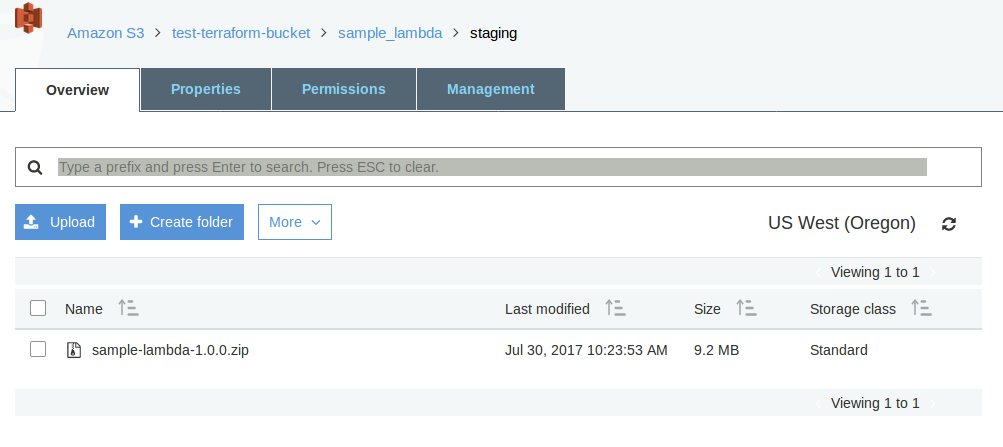 Amazon S3 > test-terraform-bucket > sample_lambda > staging
Overview Properties Permissions Management
Type a prefix and press Enter to search. Press ESC to clear.
Upload Create folder More US West (Oregon)
Viewing 1 to 1
Name Last modified Size Storage class
sample-lambda-1.0.0.zip Jul 30, 2017 10:23:53 AM 9.2 MB Standard
Viewing 1 to 1